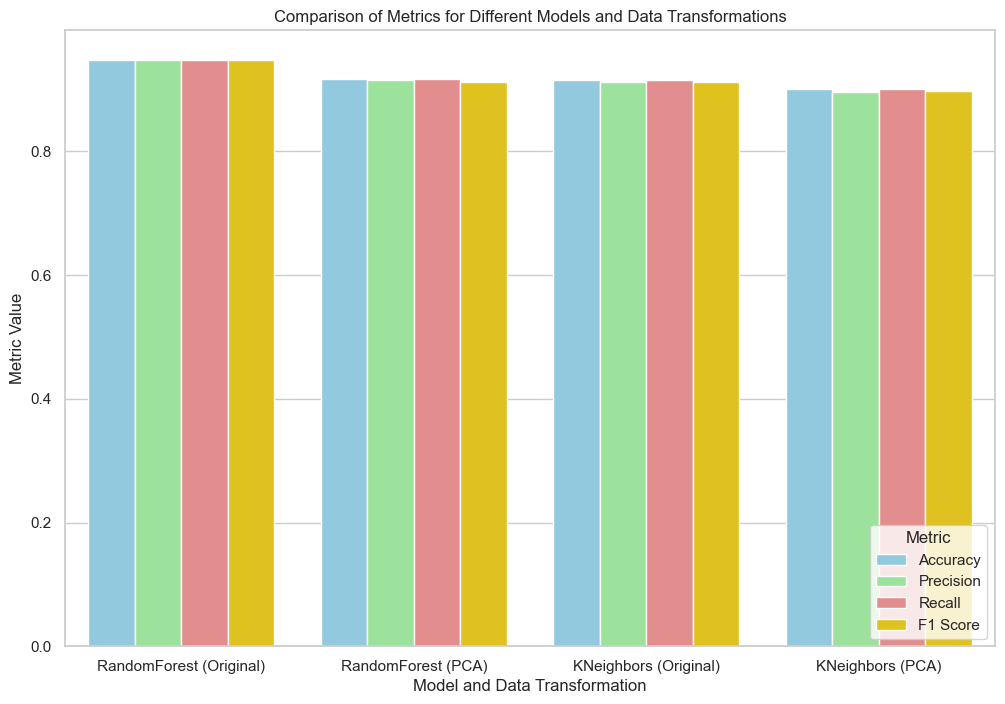 Comparison of Metrics for Different Models and Data Transformations
Metric Value
0.8
0.6
0.4
0.2
0.0
Metric
Accuracy
Precision
Recall
F1 Score
RandomForest (Original) RandomForest (PCA) KNeighbors (Original) KNeighbors (PCA)
Model and Data Transformation